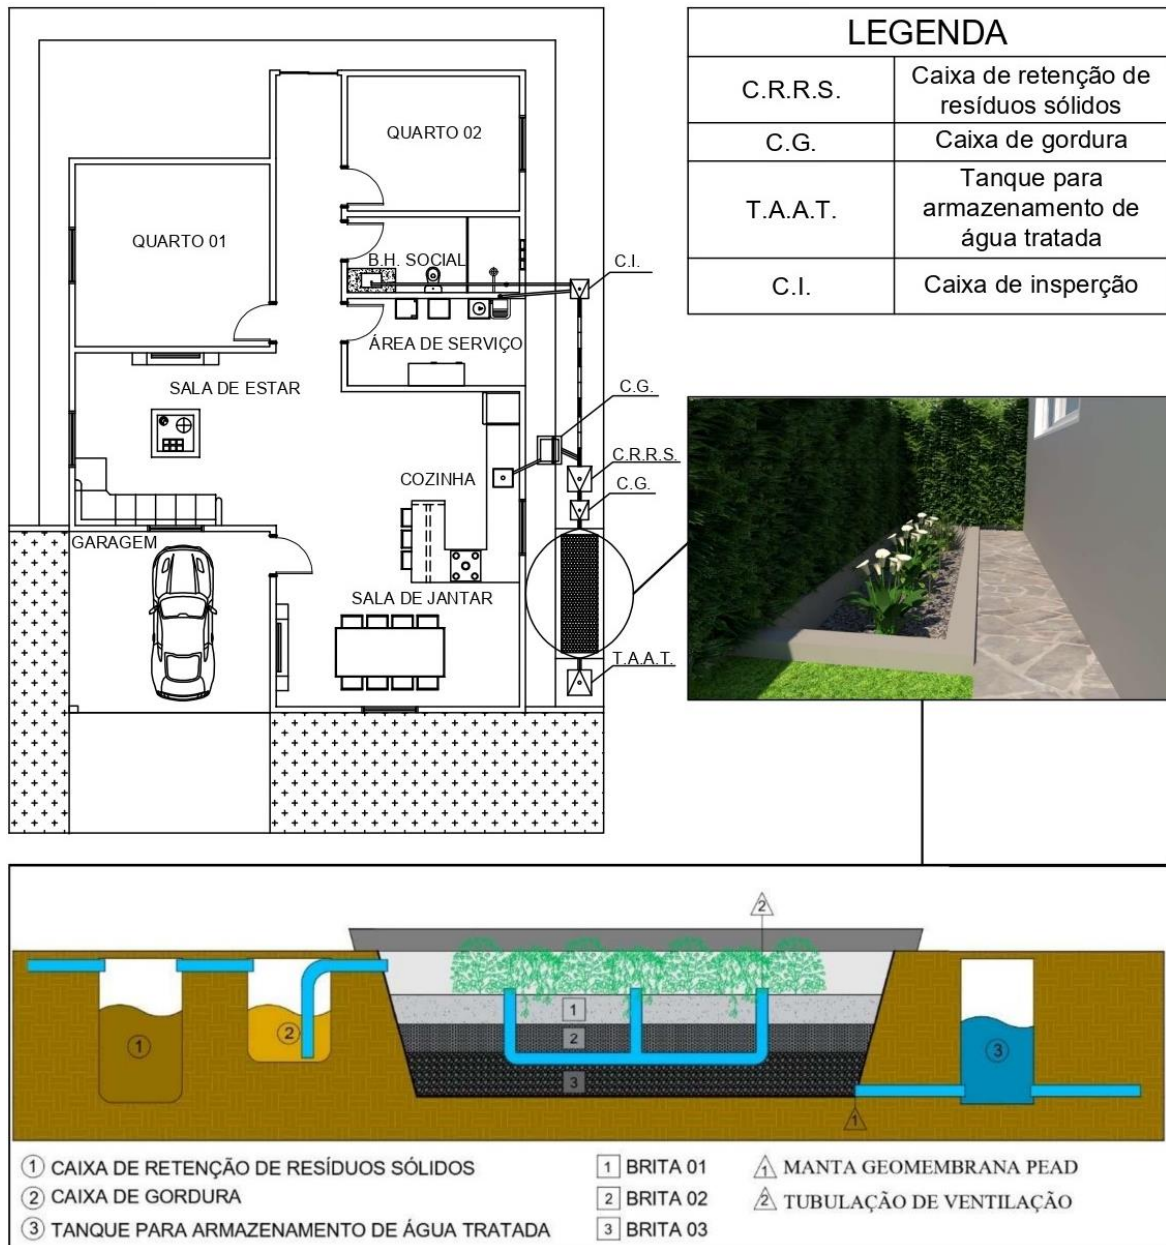 QUARTO 02
QUARTO 01
B.H. SOCIAL
C.I.
ÁREA DE SERVIÇO
SALA DE ESTAR
C.G.
COZINHA
C.R.R.S.
C.G.
GARAGEM
SALA DE JANTAR
T.A.A.T.
LEGENDA
C.R.R.S.
Caixa de retenção de
resíduos sólidos
C.G.
Caixa de gordura
T.A.A.T.
Tanque para
armazenamento de
água tratada
C.I.
Caixa de insperção
2
1
2
1
2
3
3
1
1 CAIXA DE RETENÇÃO DE RESÍDUOS SÓLIDOS
2 CAIXA DE GORDURA
3 TANQUE PARA ARMAZENAMENTO DE ÁGUA TRATADA
1 BRITA 01
2 BRITA 02
3 BRITA 03
1 MANTA GEOMEMBRANA PEAD
2 TUBULAÇÃO DE VENTILAÇÃO